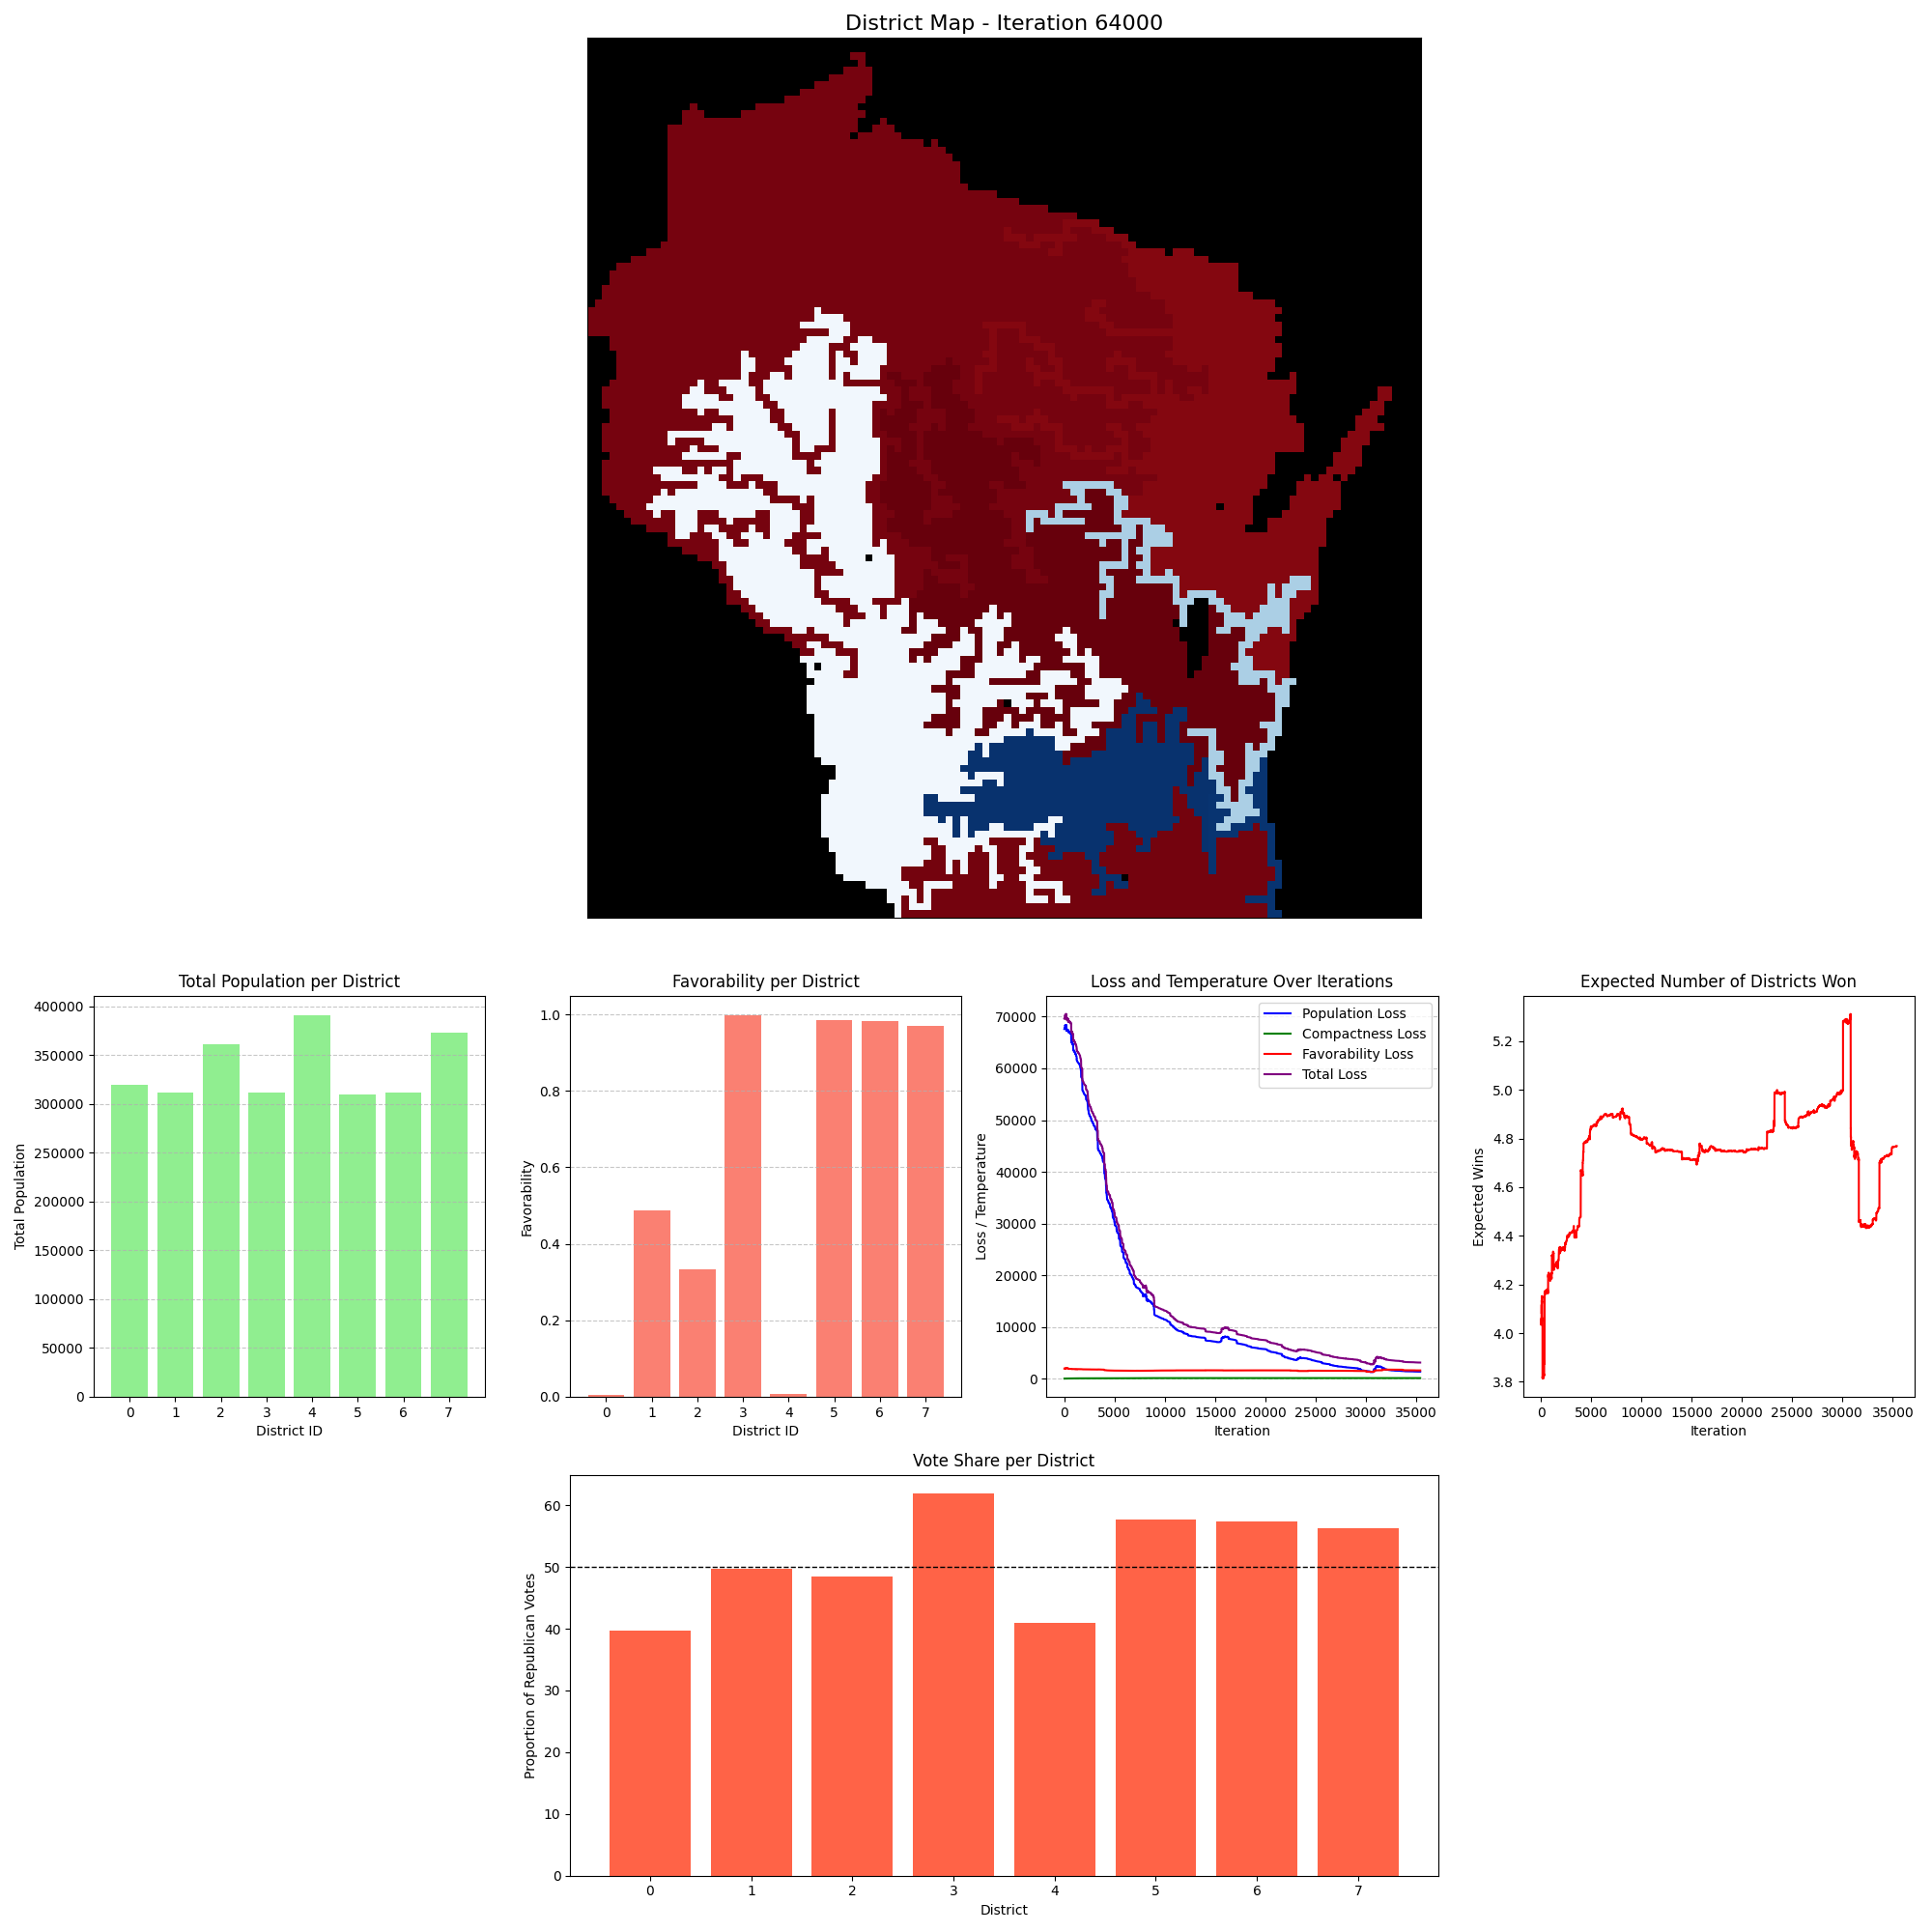 District Map - Iteration 64000
Total Population per District
Total Population
400000
350000
300000
250000
200000
150000
100000
50000
0
0 1 2 3 4 5 6 7
District ID
Favorability per District
Favorability
1.0
0.8
0.6
0.4
0.2
0.0
0 1 2 3 4 5 6 7
District ID
Loss and Temperature Over Iterations
Loss / Temperature
70000
60000
50000
40000
30000
20000
10000
0
Population Loss
Compactness Loss
Favorability Loss
Total Loss
0 5000 10000 15000 20000 25000 30000 35000
Iteration
Expected Number of Districts Won
Expected Wins
5.2
5.0
4.8
4.6
4.4
4.2
4.0
3.8
0 5000 10000 15000 20000 25000 30000 35000
Iteration
Vote Share per District
Proportion of Republican Votes
60
50
40
30
20
10
0
0 1 2 3 4 5 6 7
District